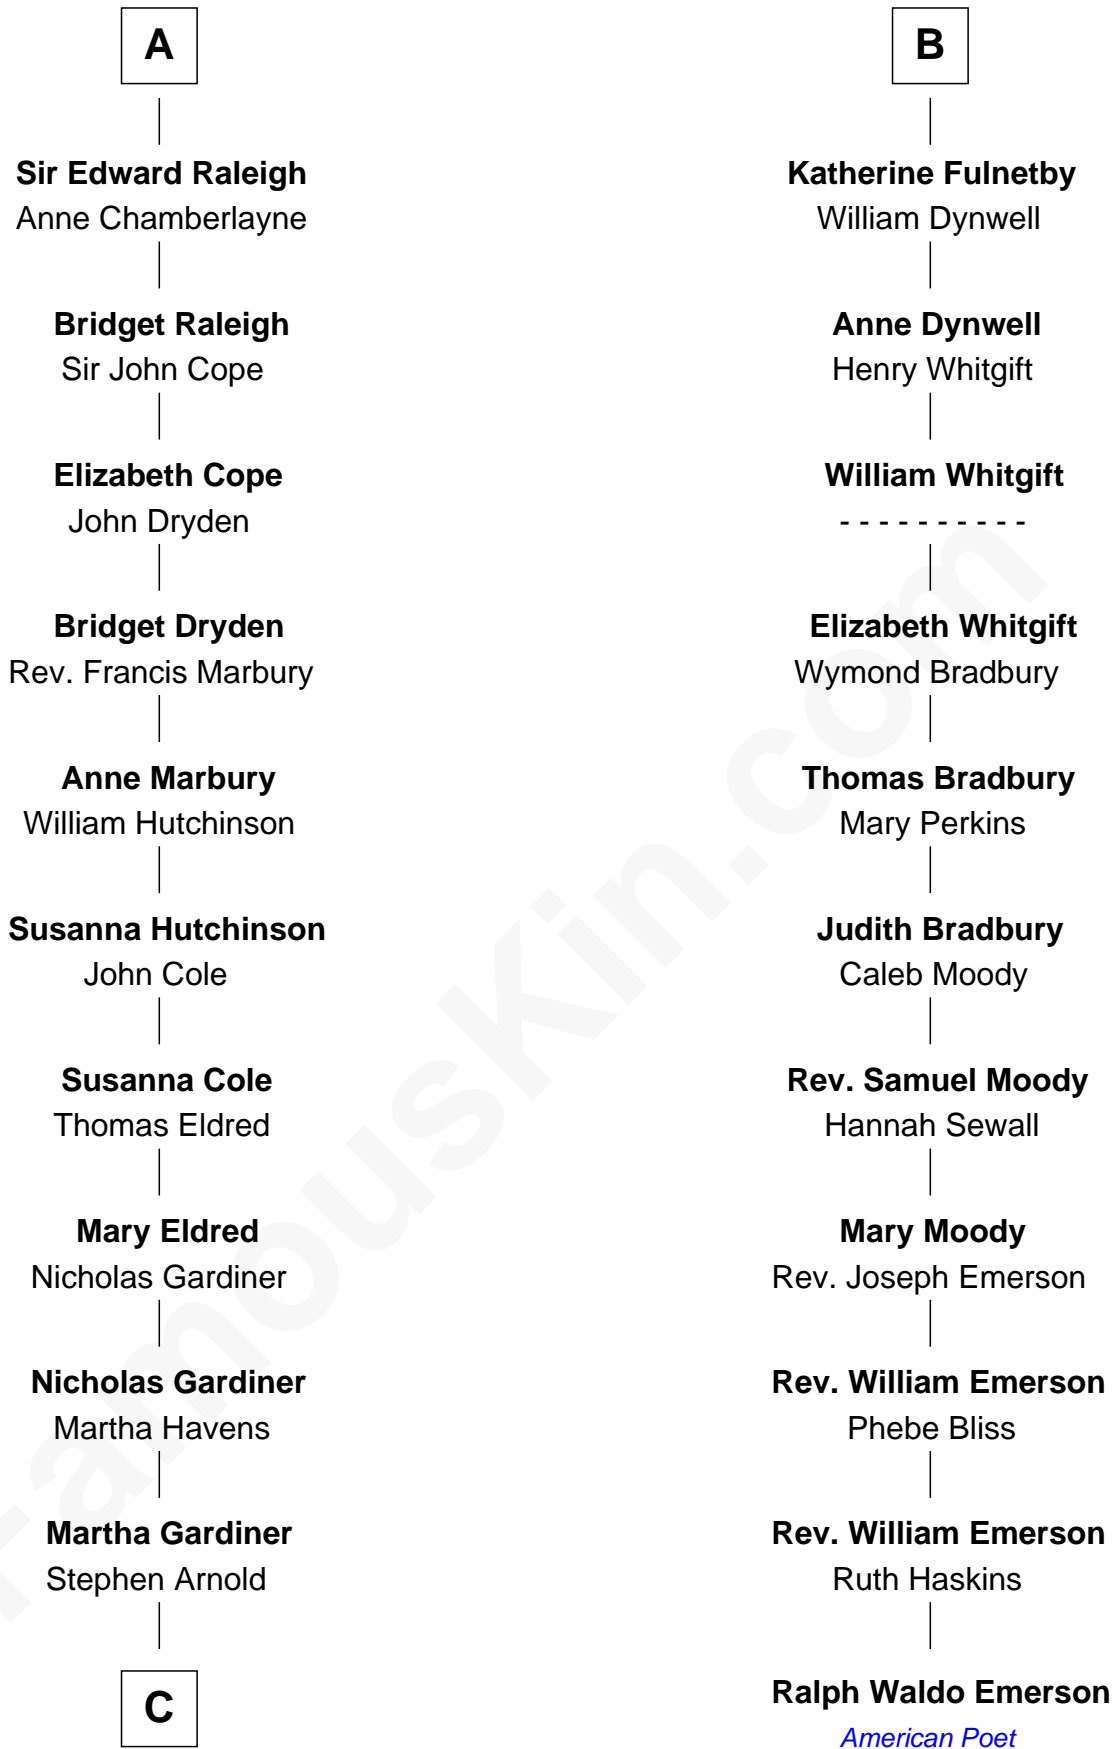 A
Sir Edward Raleigh
Anne Chamberlayne
Bridget Raleigh
Sir John Cope
Elizabeth Cope
John Dryden
Bridget Dryden
Rev. Francis Marbury
Anne Marbury
William Hutchinson
Susanna Hutchinson
John Cole
Susanna Cole
Thomas Eldred
Mary Eldred
Nicholas Gardiner
Nicholas Gardiner
Martha Havens
Martha Gardiner
Stephen Arnold
C
B
Katherine Fulnetby
William Dynwell
Anne Dynwell
Henry Whitgift
William Whitgift
- - - - - - - - - -
Elizabeth Whitgift
Wymond Bradbury
Thomas Bradbury
Mary Perkins
Judith Bradbury
Caleb Moody
Rev. Samuel Moody
Hannah Sewall
Mary Moody
Rev. Joseph Emerson
Rev. William Emerson
Phebe Bliss
Rev. William Emerson
Ruth Haskins
Ralph Waldo Emerson
American Poet
FamousKin.com